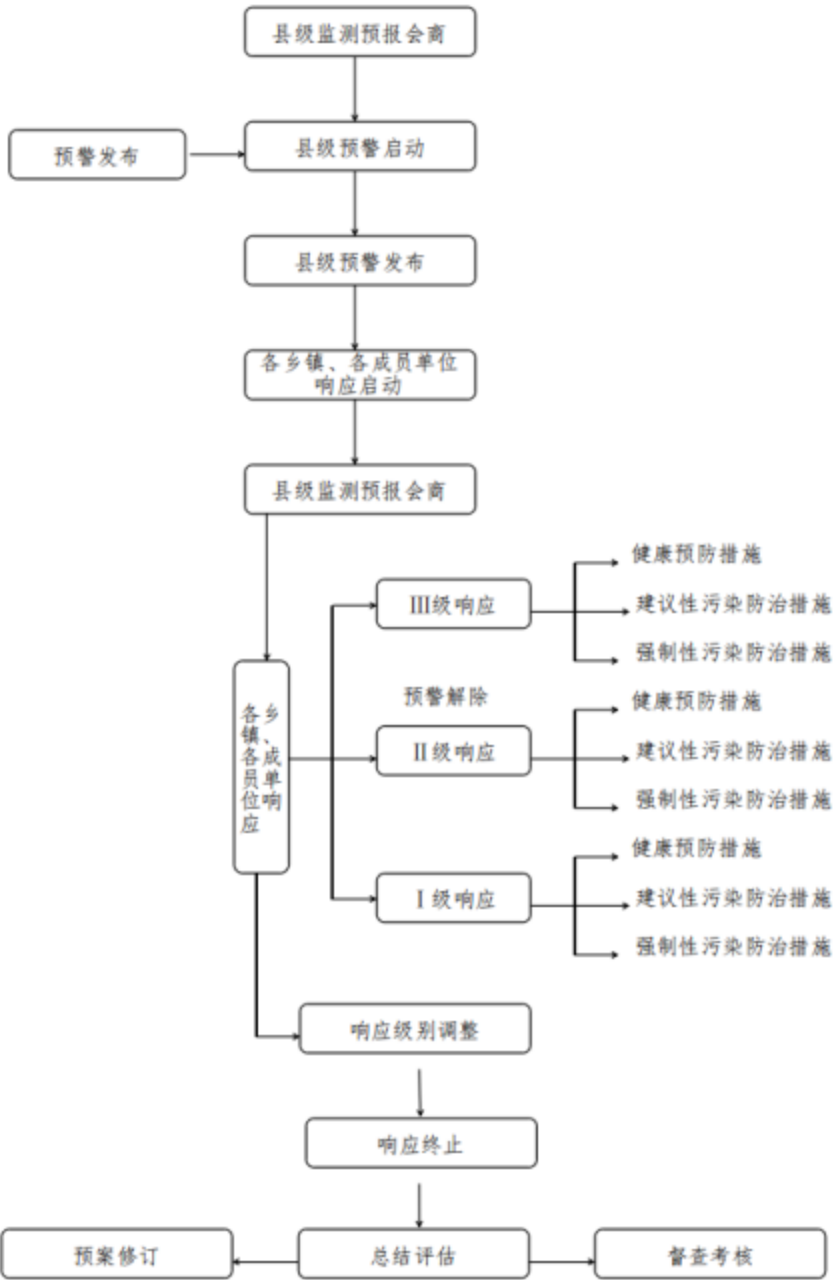 县级监测预报会商
预警发布
县级预警启动
县级预警发布
各乡镇、各成员单位
响应启动
县级监测预报会商
各乡
镇、
各成
员单
位响
应
Ⅲ级响应
健康预防措施
建议性污染防治措施
强制性污染防治措施
预警解除
Ⅱ级响应
健康预防措施
建议性污染防治措施
强制性污染防治措施
Ⅰ级响应
健康预防措施
建议性污染防治措施
强制性污染防治措施
响应级别调整
响应终止
预案修订
总结评估
督查考核